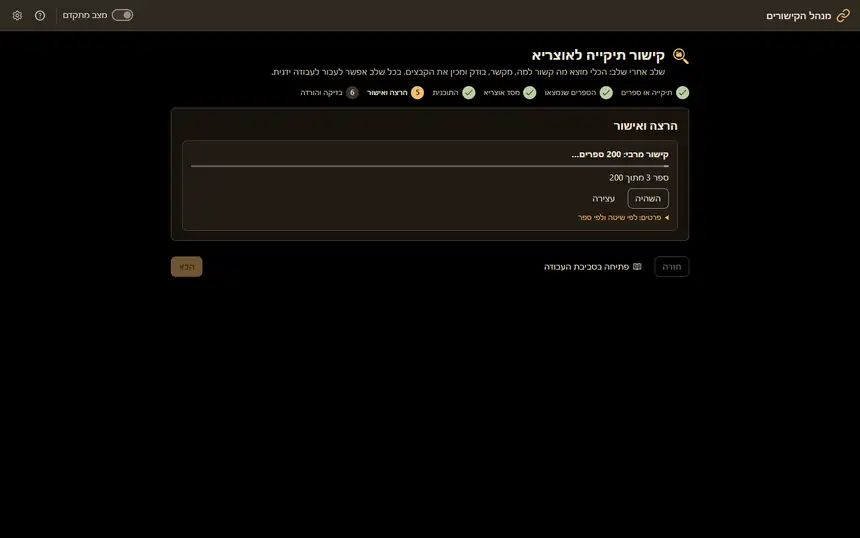 מנהל הקישורים
מצב מתקדם
קישור תיקייה לאוצריא
שלב אחרי שלב: הכלי מוצא מה קשור למה, מקשר, בודק ומכין את הקבצים. בכל שלב אפשר לעבור לעבודה ידנית.
תיקייה או ספרים הספרים שנמצאו מסד אוצריא התוכנית 5 הרצה ואישור 6 בדיקה והורדה
הרצה ואישור
קישור מרבי: 200 ספרים...
ספר 3 מתוך 200
השהיה עצירה
פרטים: לפי שיטה ולפי ספר
חזרה פתיחה בסביבת העבודה הבא